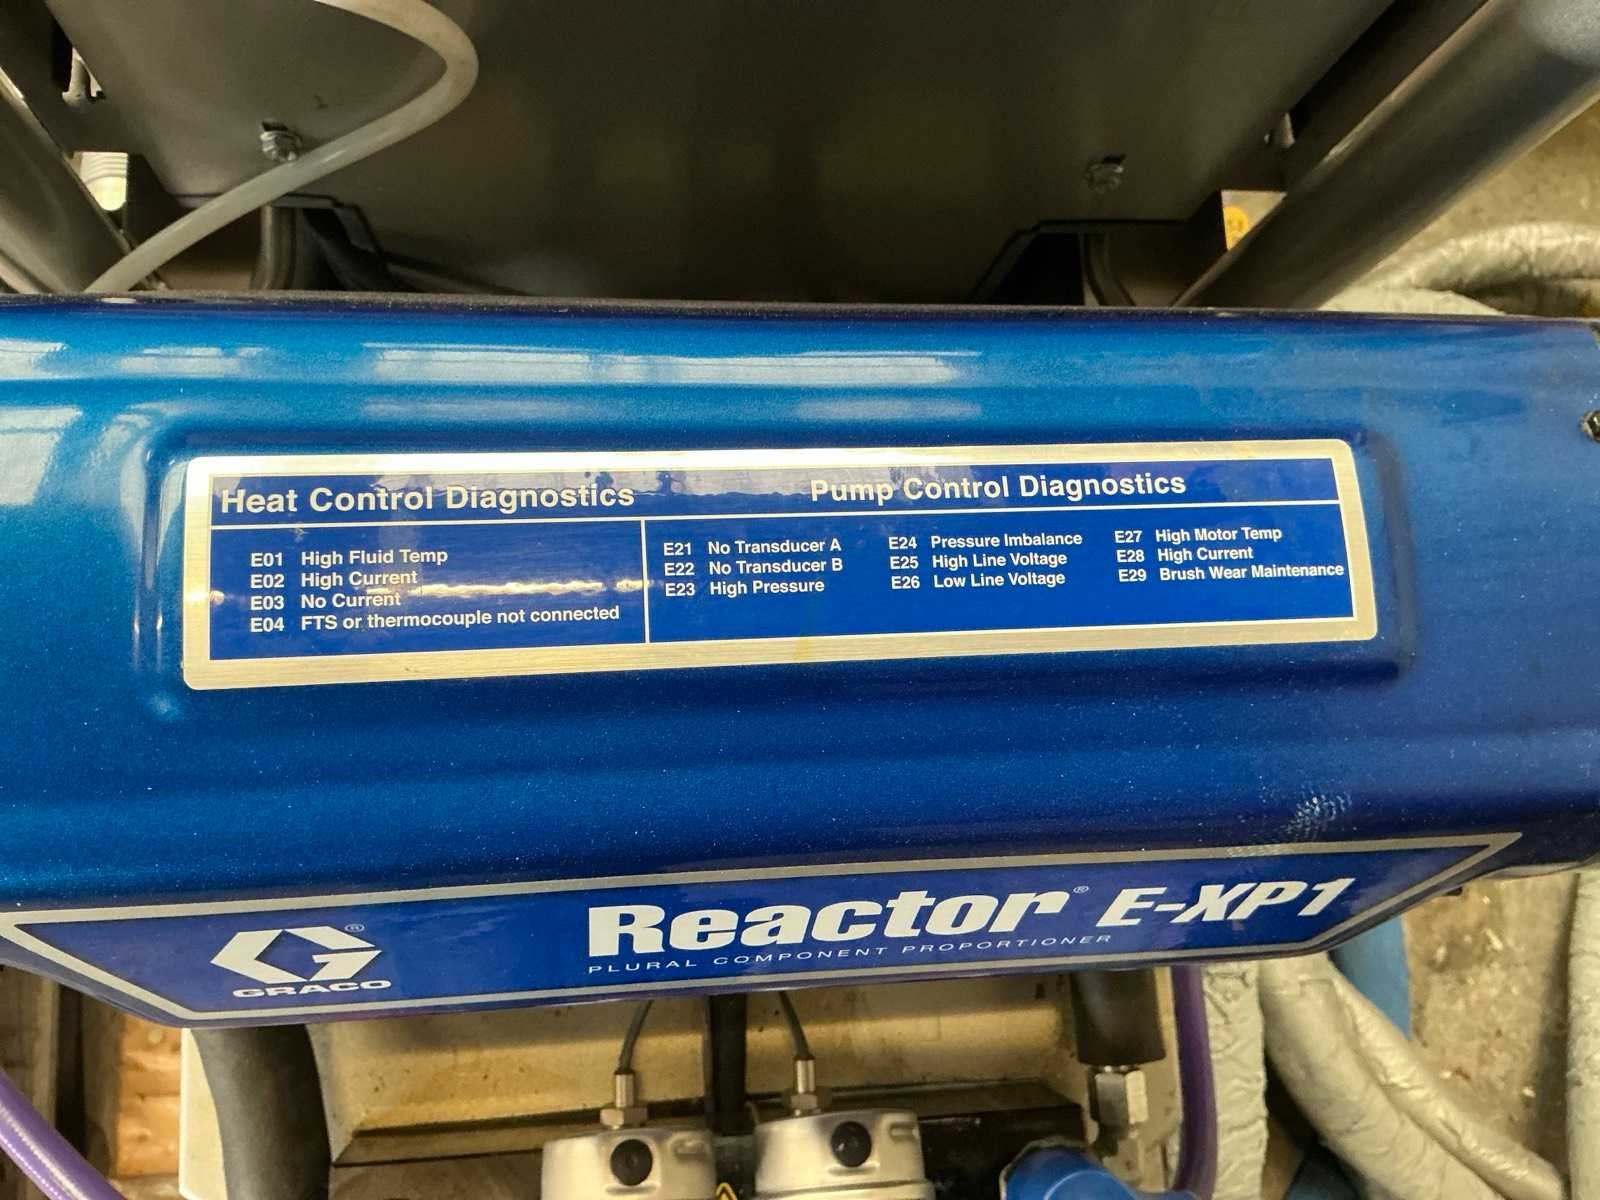 Heat Control Diagnostics
E01 High Fluid Temp
E02 High Current
E03 No Current
E04 FTS or thermocouple not connected
Pump Control Diagnostics
E21 No Transducer A
E22 No Transducer B
E23 High Pressure
E24 Pressure Imbalance
E25 High Line Voltage
E26 Low Line Voltage
E27 High Motor Temp
E28 High Current
E29 Brush Wear Maintenance
GRACO
Reactor® E-XP1
PLURAL COMPONENT PROPORTIONER